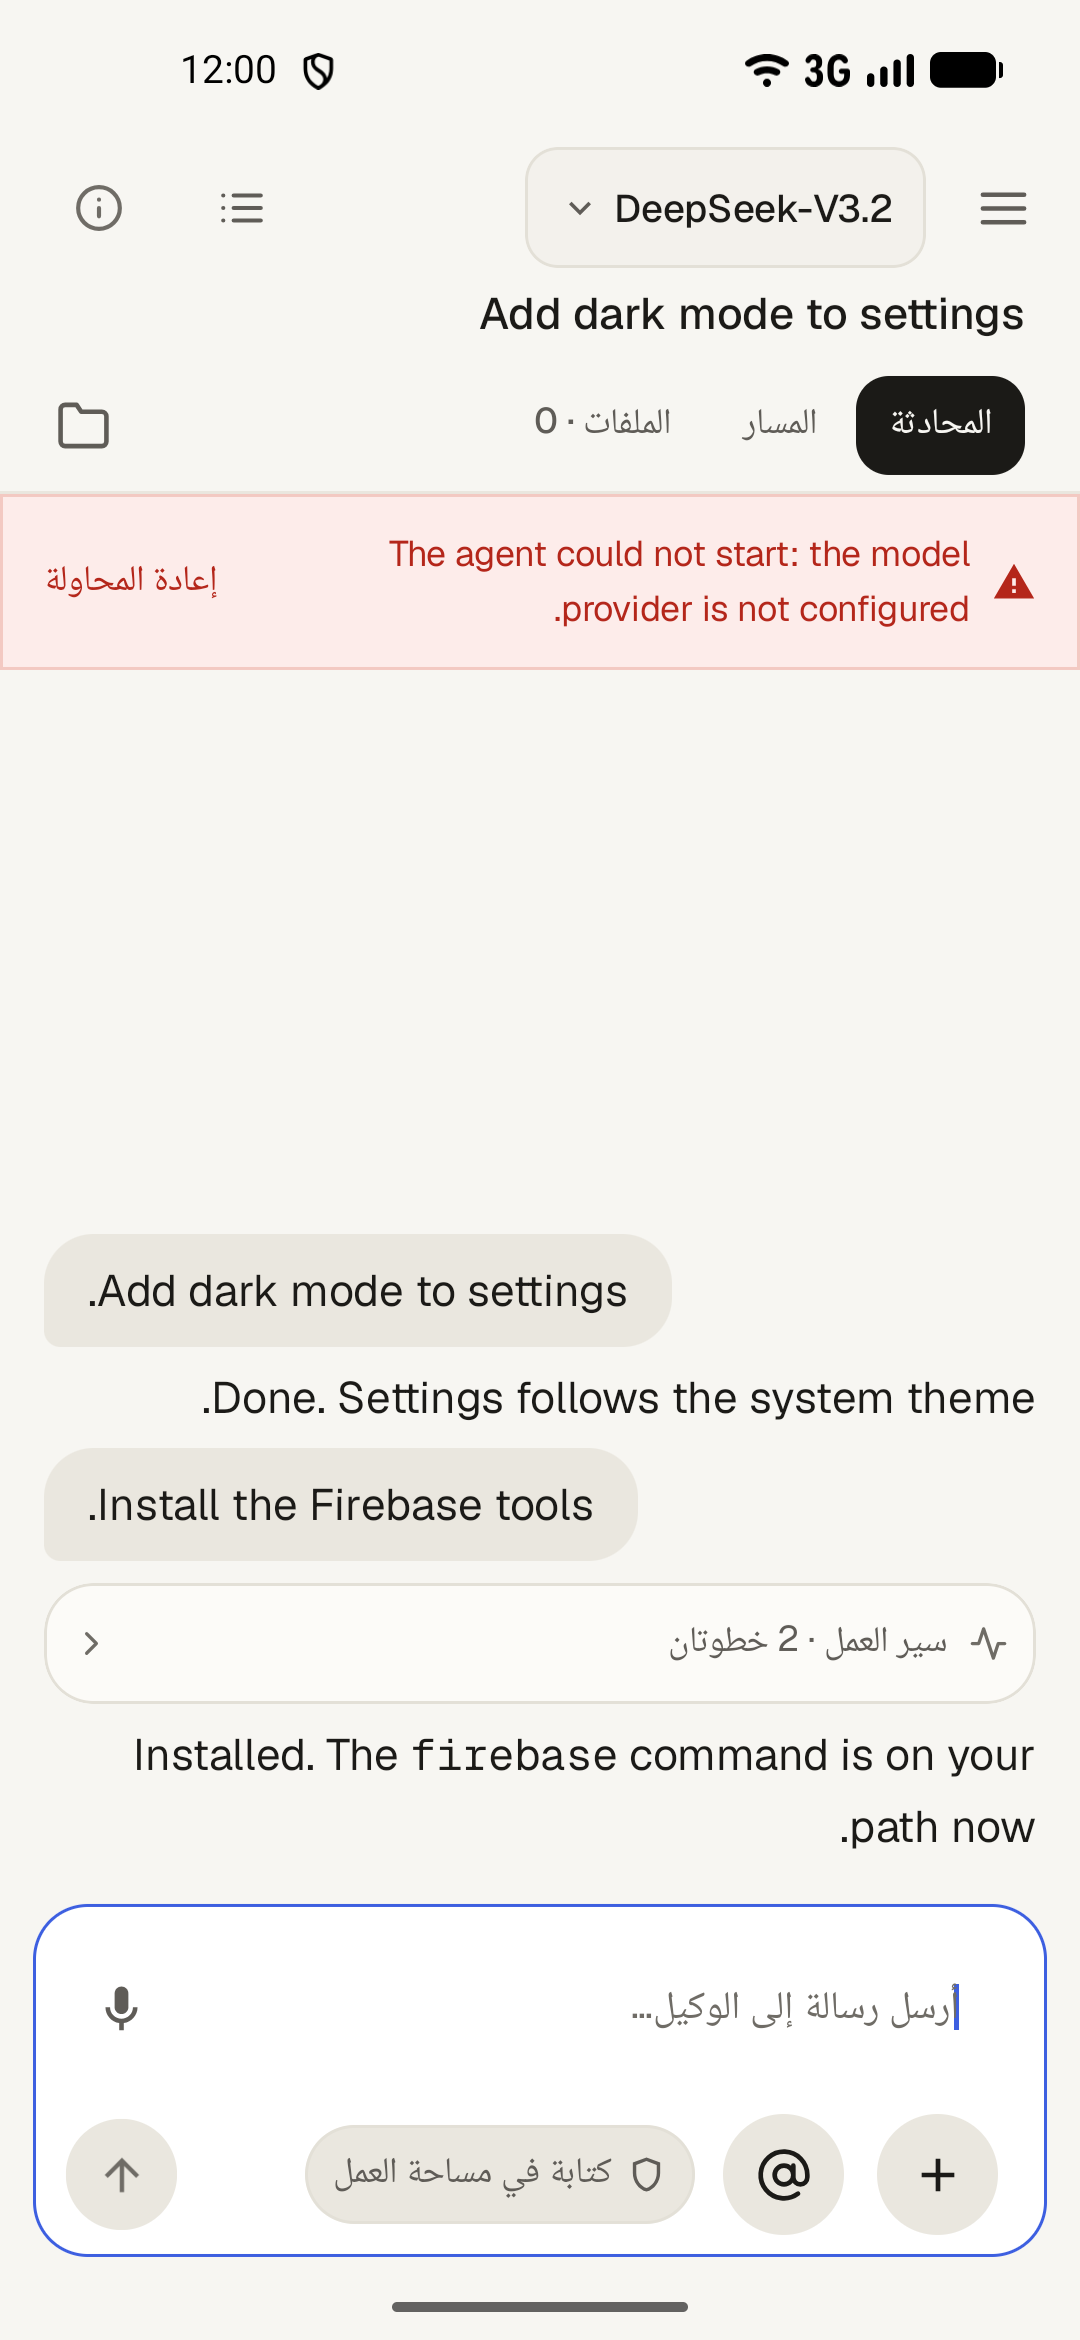 12:00
3G
DeepSeek-V3.2
Add dark mode to settings
المحادثة
المسار
الملفات · 0
The agent could not start: the model
provider is not configured.
إعادة المحاولة
Add dark mode to settings.
Done. Settings follows the system theme.
Install the Firebase tools.
سير العمل · 2 خطوتان
Installed. The firebase command is on your
path now.
أرسل رسالة إلى الوكيل...
كتابة في مساحة العمل